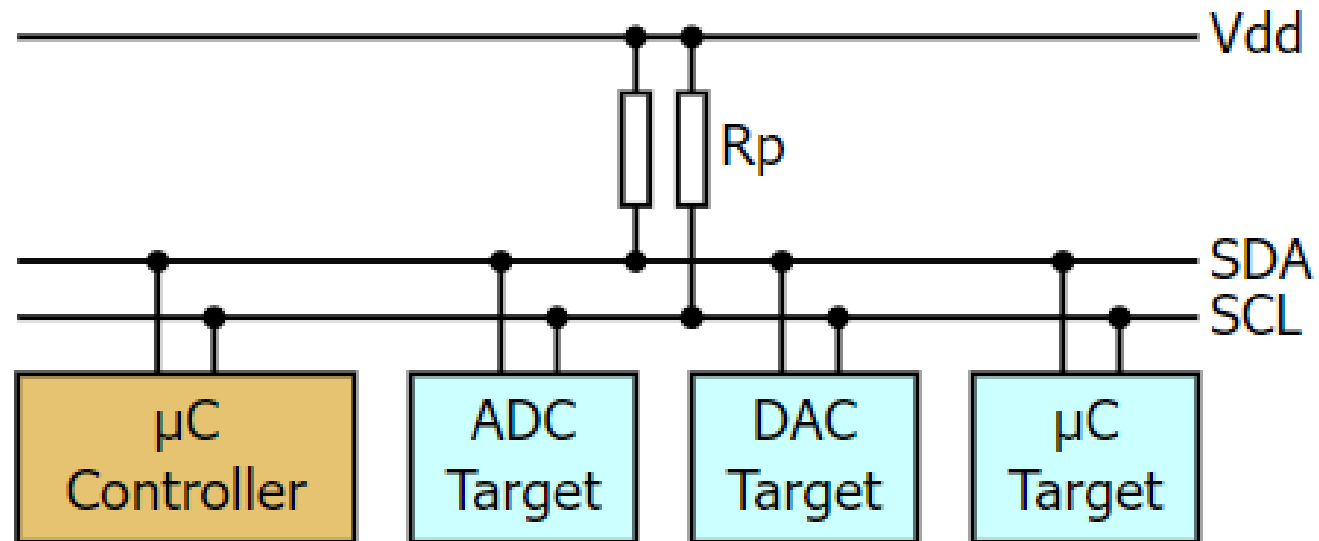 Vdd
Rp
SDA
SCL
µC
Controller
ADC
Target
DAC
Target
µC
Target